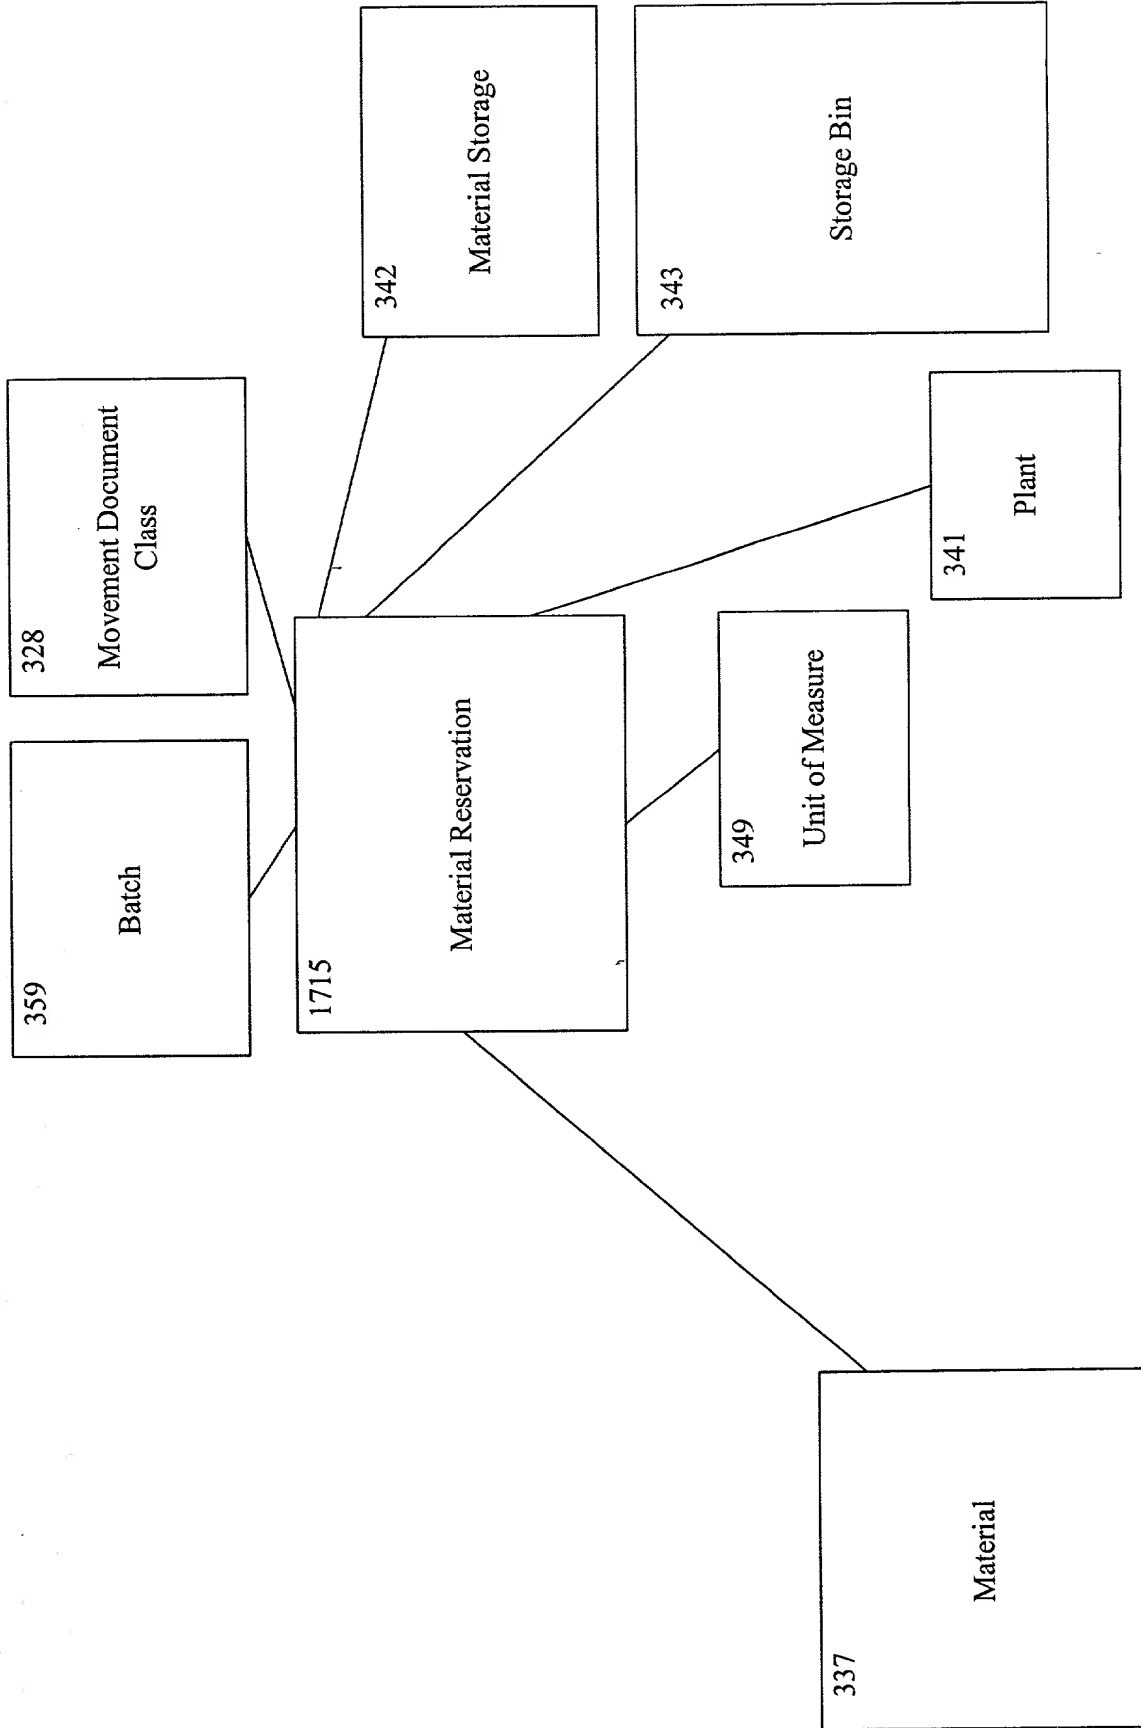 359
Batch
328
Movement Document
Class
342
Material Storage
1715
Material Reservation
343
Storage Bin
349
Unit of Measure
341
Plant
337
Material